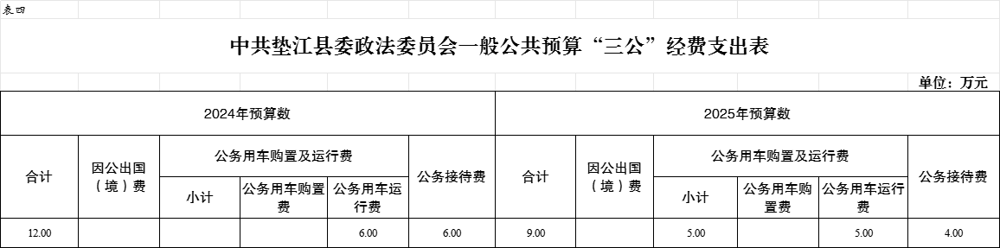 表四
中共垫江县委政法委员会一般公共预算“三公”经费支出表
单位：万元
2024年预算数 2025年预算数
合计 因公出国（境）费 公务用车购置及运行费 公务接待费 合计 因公出国（境）费 公务用车购置及运行费 公务接待费
小计 公务用车购置费 公务用车运行费 小计 公务用车购置费 公务用车运行费
12.00 6.00 6.00 9.00 5.00 5.00 4.00